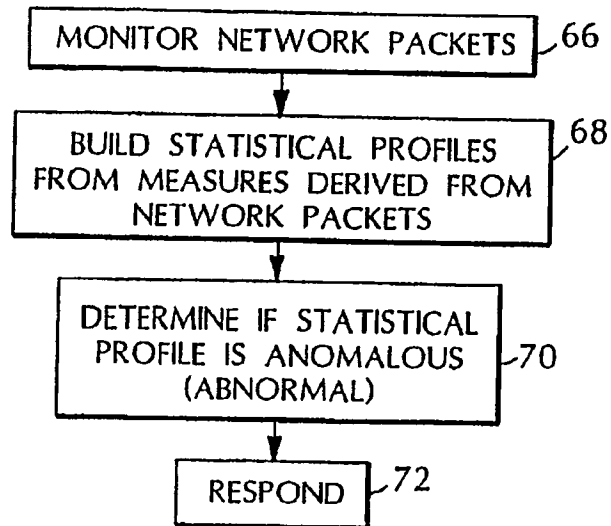 MONITOR NETWORK PACKETS
66
BUILD STATISTICAL PROFILES
FROM MEASURES DERIVED FROM
NETWORK PACKETS
68
DETERMINE IF STATISTICAL
PROFILE IS ANOMALOUS
(ABNORMAL)
70
RESPOND
72